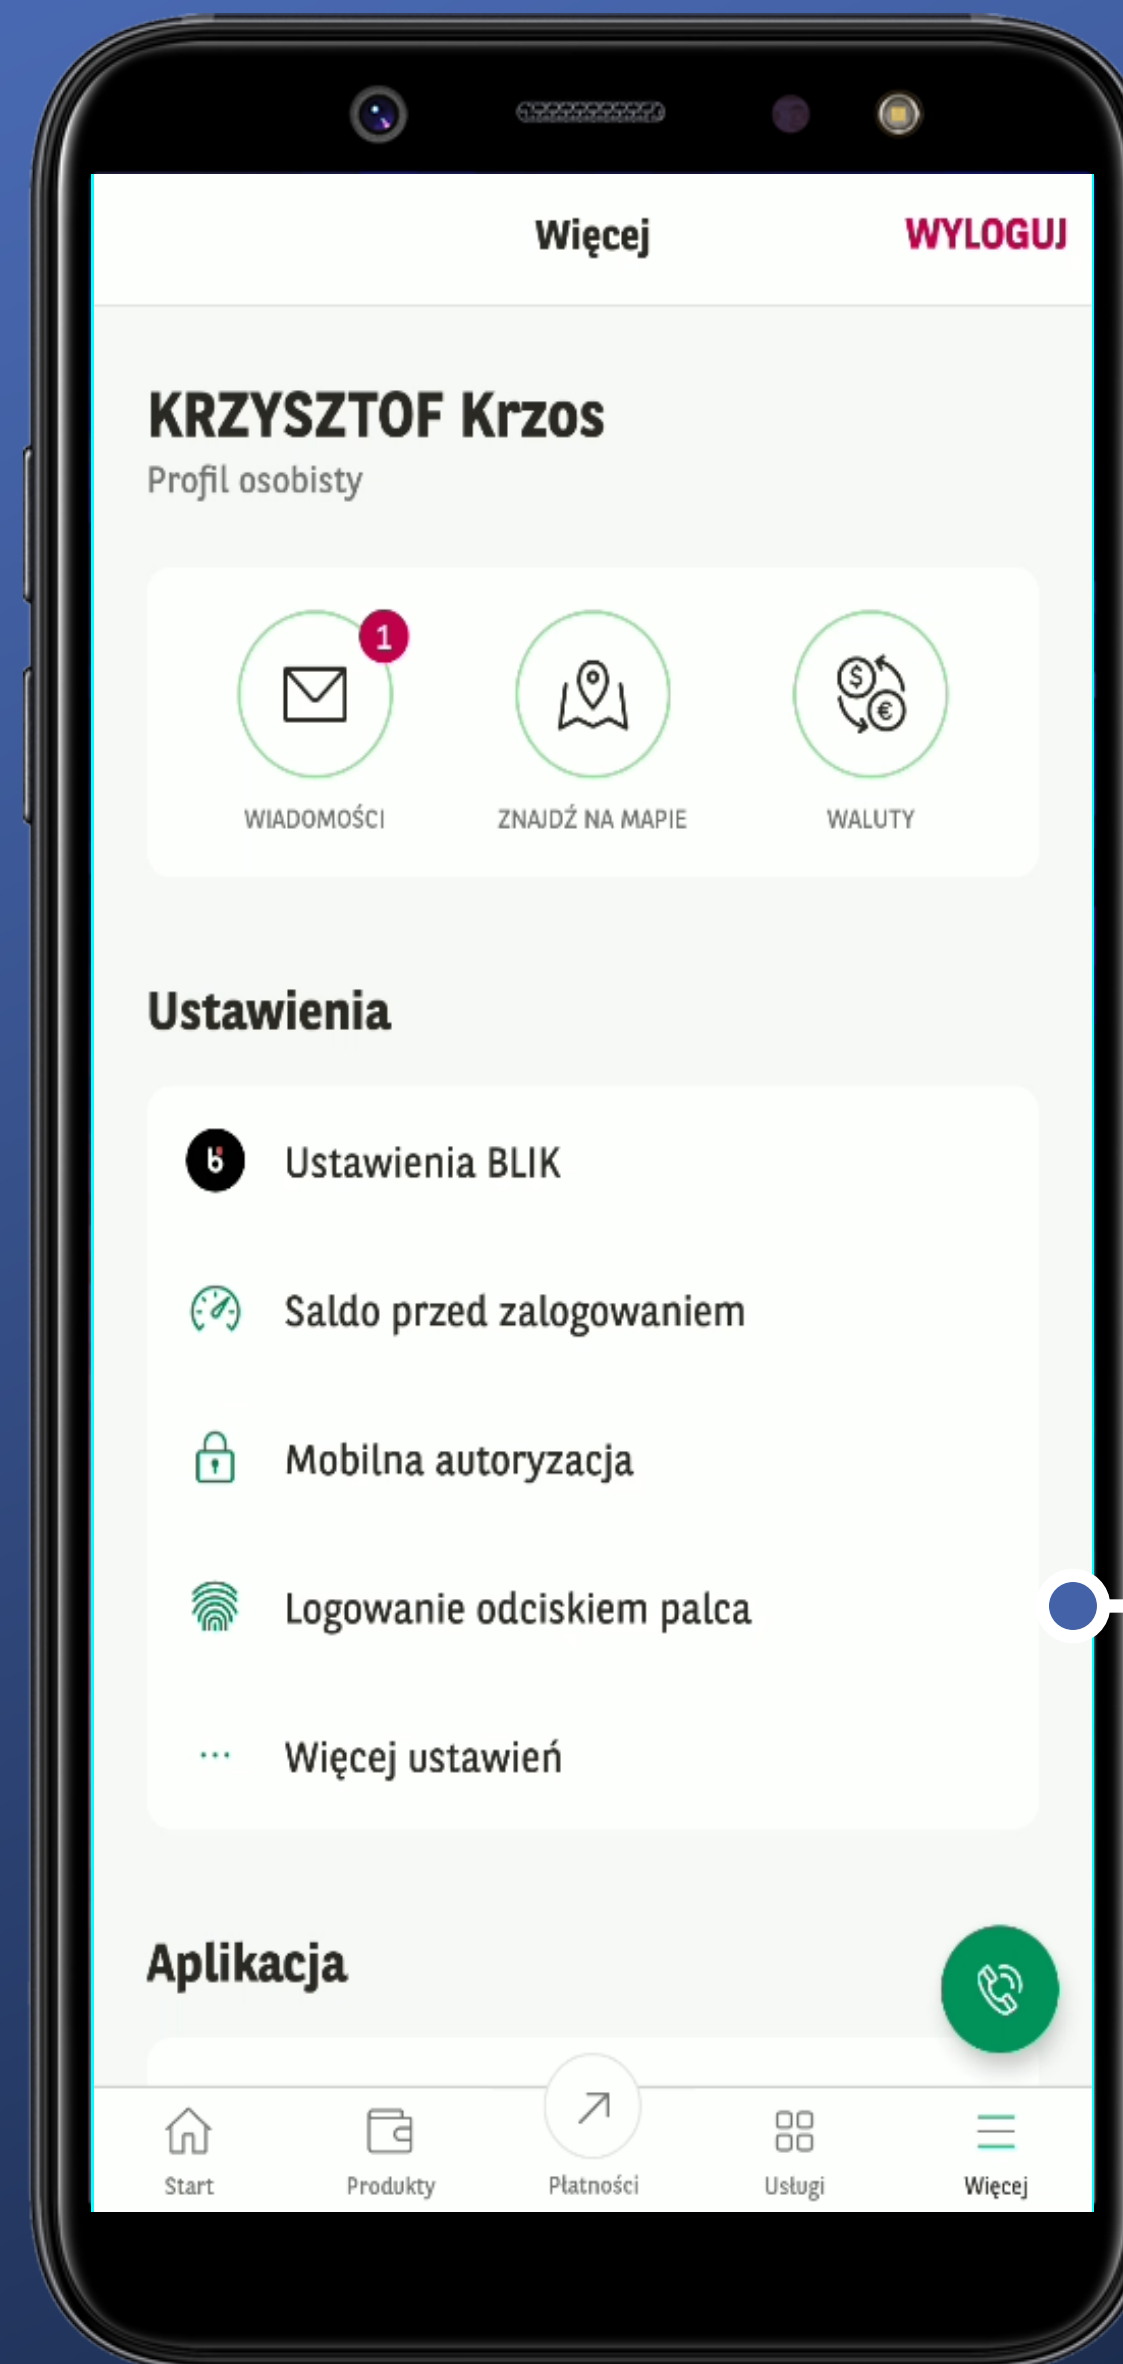 Więcej
WYLOGUJ
KRZYSZTOF Krzos
Profil osobisty
1
WIADOMOŚCI
ZNAJDŹ NA MAPIE
WALUTY
Ustawienia
Ustawienia BLIK
Saldo przed zalogowaniem
Mobilna autoryzacja
Logowanie odciskiem palca
Więcej ustawień
Aplikacja
Start
Produkty
Płatności
Usługi
Więcej